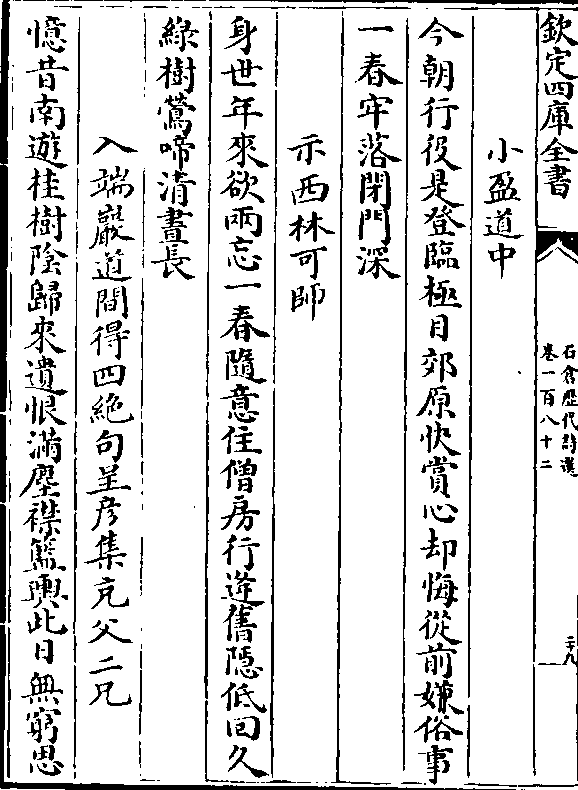 欽定四庫全書
石倉歷代詩選
卷一百八十二
二十九
小盈道中
今朝行役是登臨極目郊原快賞心却悔從前嫌俗事
一春牢落閉門深
示西林可師
身世年來欲兩忘一春隨意住僧房行遊舊隱低回久
綠樹鶯啼清晝長
入端巖道間得四絶句呈彦集充父二兄
憶昔南遊桂樹陰歸來遺恨滿塵襟籃輿此日無窮思